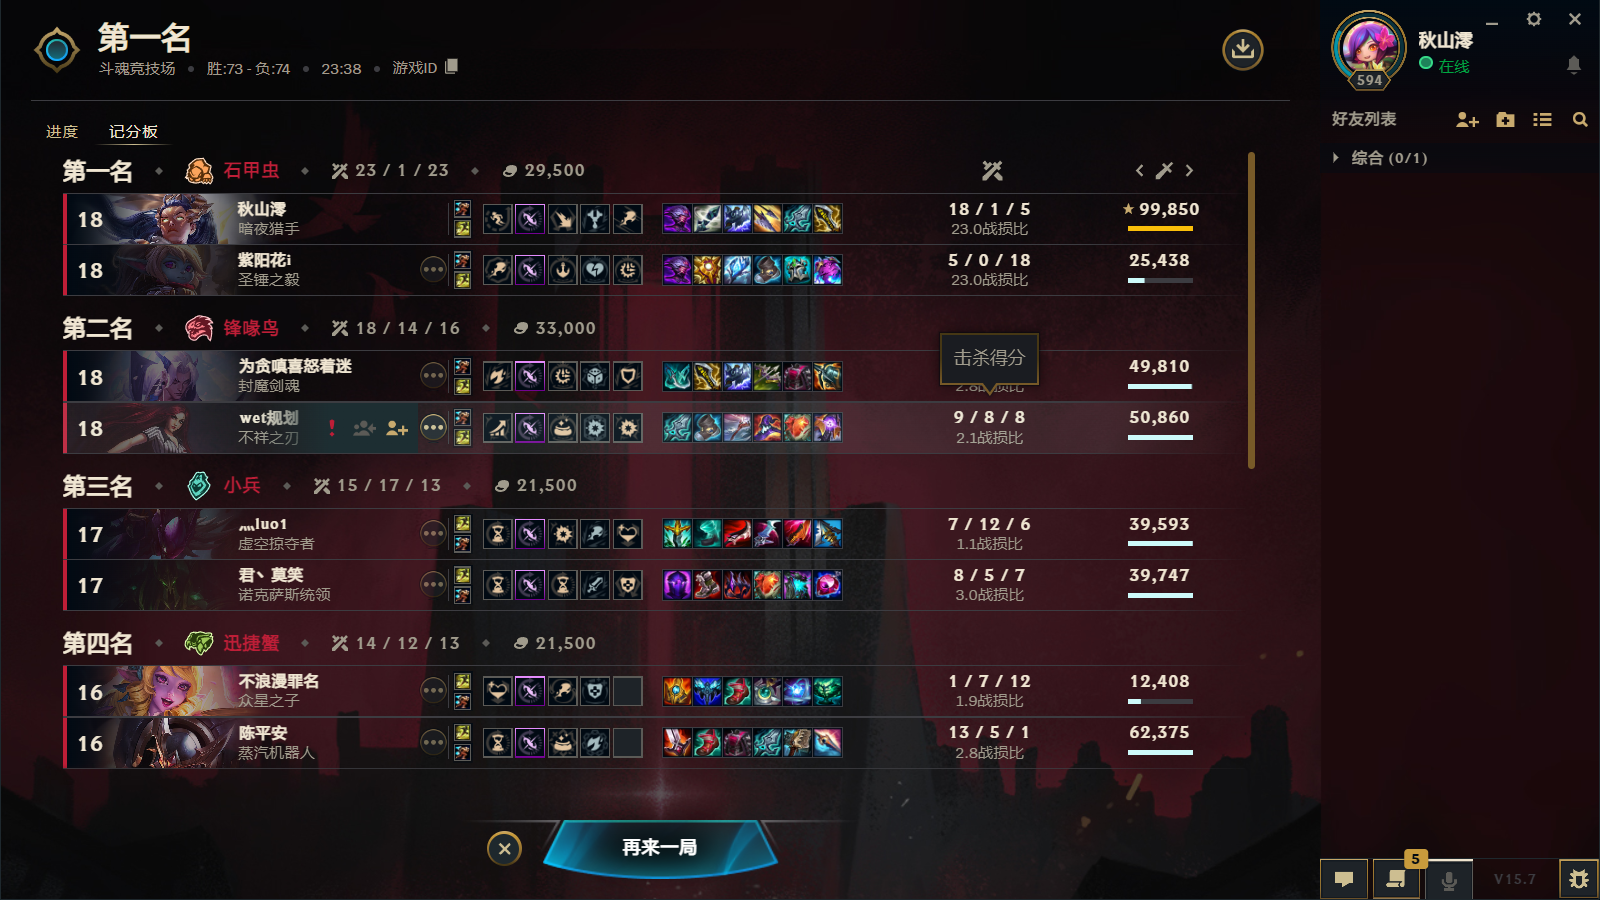 第一名
斗魂竞技场 • 胜:73 - 负:74 • 23:38 • 游戏ID
进度 记分板
第一名 石甲虫 23 / 1 / 23 29,500
18 秋山澪 18 / 1 / 5 99,850
暗夜猎手 23.0战损比
18 紫阳花i 5 / 0 / 18 25,438
圣锤之毅 23.0战损比
第二名 锋喙鸟 18 / 14 / 16 33,000
击杀得分
18 为贪嗔喜怒着迷 49,810
封魔剑魂 2.8战损比
18 wet规划 9 / 8 / 8 50,860
不祥之刃 2.1战损比
第三名 小兵 15 / 17 / 13 21,500
17 luo1 7 / 12 / 6 39,593
虚空掠夺者 1.1战损比
17 君丶莫笑 8 / 5 / 7 39,747
诺克萨斯统领 3.0战损比
第四名 迅捷蟹 14 / 12 / 13 21,500
16 不浪漫罪名 1 / 7 / 12 12,408
众星之子 1.9战损比
16 陈平安 13 / 5 / 1 62,375
蒸汽机器人 2.8战损比
再来一局
594
秋山澪
在线
好友列表
综合 (0/1)
5
V15.7